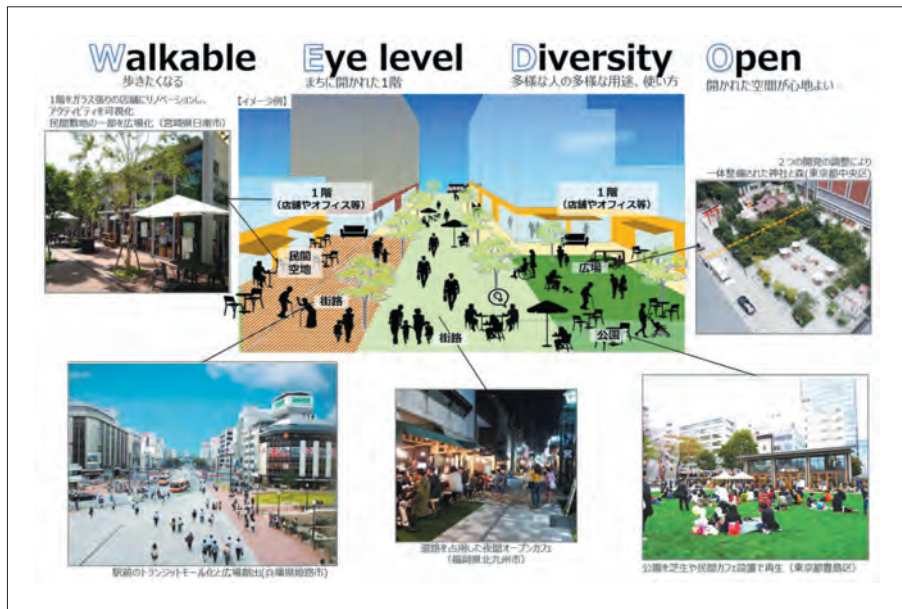 Walkable
歩きたくなる
Eye level
まちに開かれた1階
Diversity
多様な人の多様な用途、使い方
Open
開かれた空間が心地よい
1階をガラス張りの店舗にリノベーションし、
アクティビティを可視化
民間敷地の一部を広場化（宮崎県日南市）
【イメージ例】
1階
（店舗やオフィス等）
1階
（店舗やオフィス等）
民間
空地
街路
街路
広場
公園
２つの開発の調整により
一体整備された神社と森(東京都中央区)
駅前のトランジットモール化と広場創出(兵庫県姫路市)
道路を占用した夜間オープンカフェ
（福岡県北九州市）
公園を芝生や民間カフェ設置で再生（東京都豊島区）